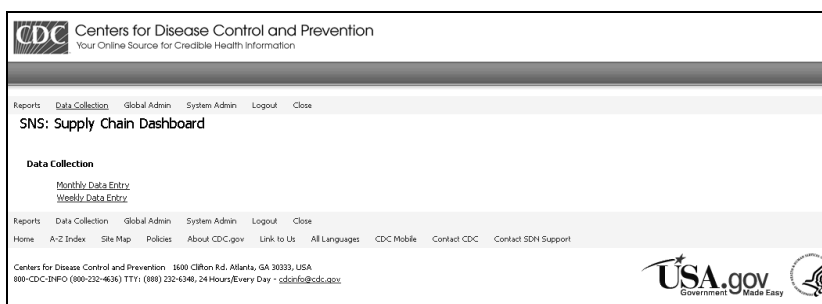 CDC Centers for Disease Control and Prevention
Your Online Source for Credible Health Information
Reports Data Collection Global Admin System Admin Logout Close
SNS: Supply Chain Dashboard
Data Collection
Monthly Data Entry
Weekly Data Entry
Reports Data Collection Global Admin System Admin Logout Close
Home A-Z Index Site Map Policies About CDC.gov Link to Us All Languages CDC Mobile Contact CDC Contact SDN Support
Centers for Disease Control and Prevention 1600 Clifton Rd. Atlanta, GA 30333, USA
800-CDC-INFO (800-232-4636) TTY: (888) 232-6348, 24 Hours/Every Day - cdcinfo@cdc.gov
USA.gov
Government Made Easy